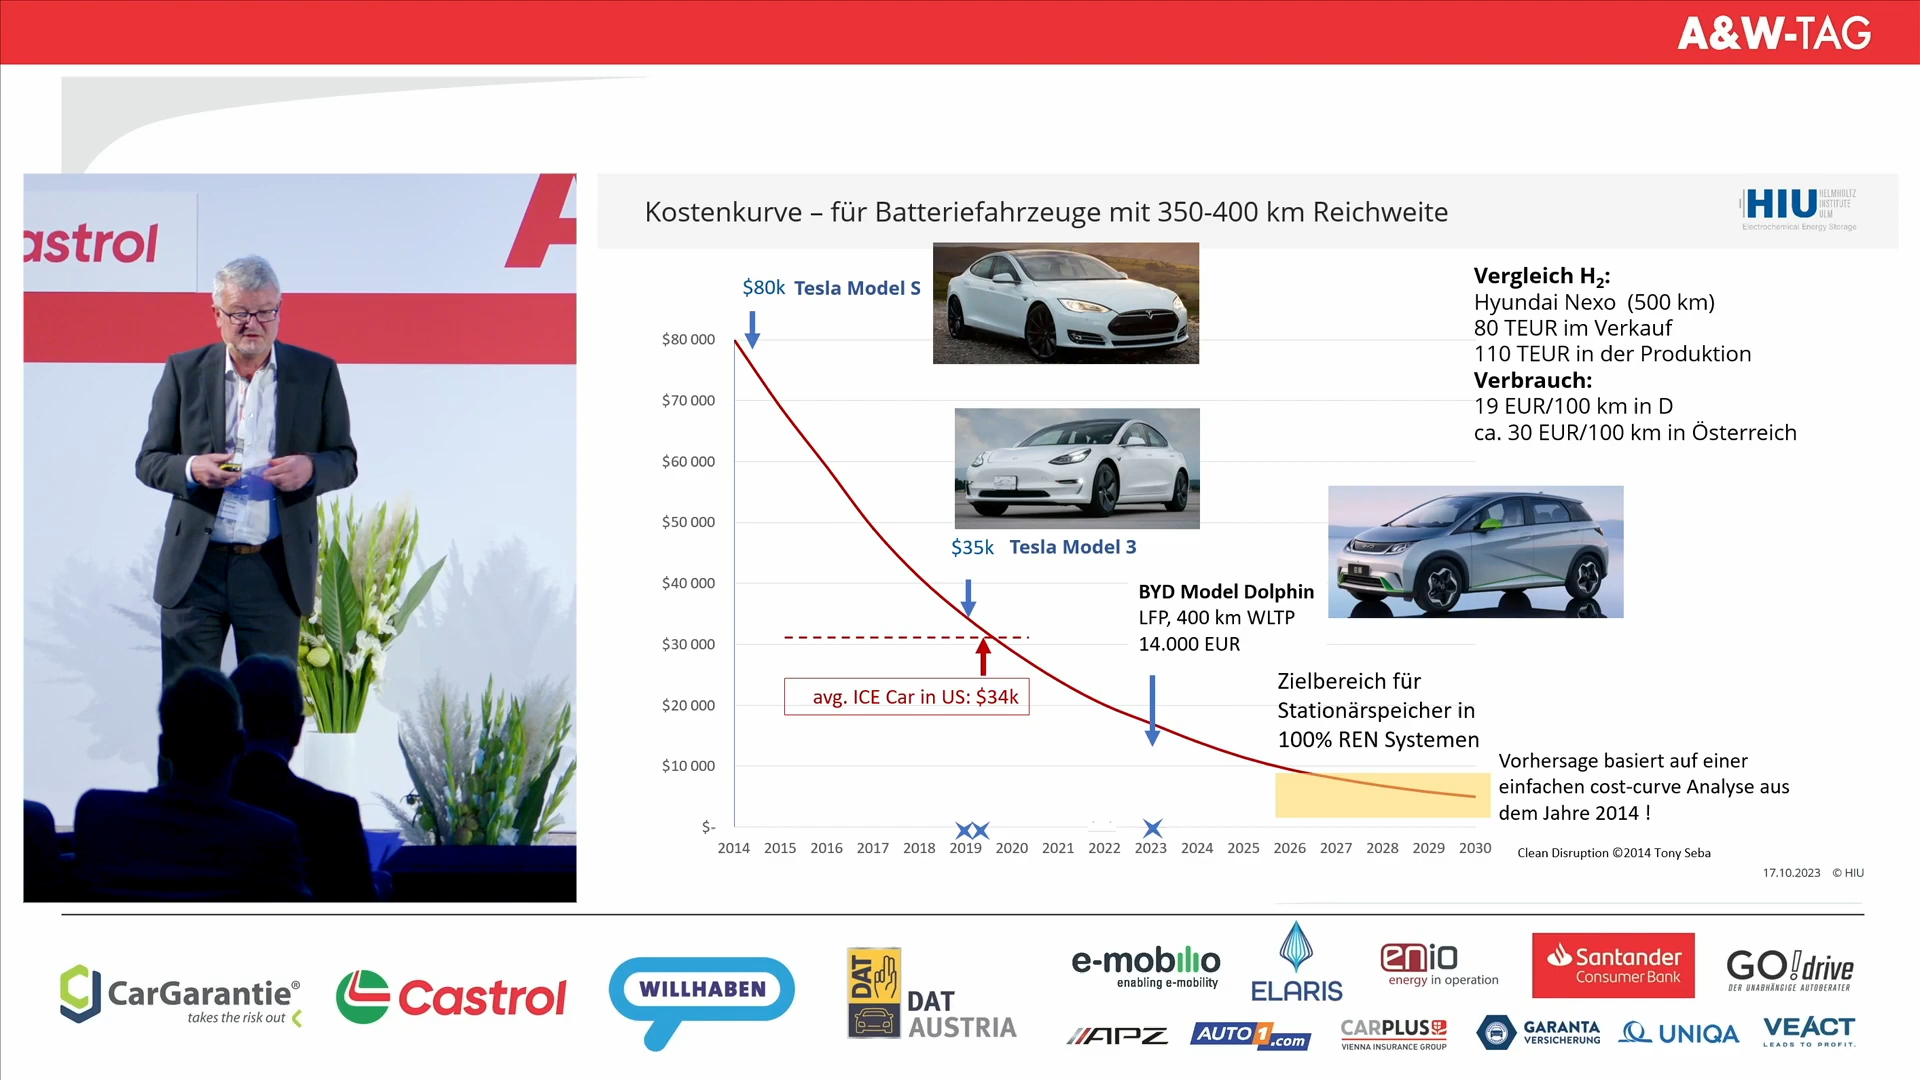 A&W-TAG
astrol
A
Kostenkurve – für Batteriefahrzeuge mit 350-400 km Reichweite
HIU HELMHOLTZ
INSTITUTE
ULM
Electrochemical Energy Storage
$80k Tesla Model S
Vergleich H₂:
Hyundai Nexo (500 km)
80 TEUR im Verkauf
110 TEUR in der Produktion
Verbrauch:
19 EUR/100 km in D
ca. 30 EUR/100 km in Österreich
$80 000
$70 000
$60 000
$50 000
$40 000
$30 000
$20 000
$10 000
$-
$35k Tesla Model 3
BYD Model Dolphin
LFP, 400 km WLTP
14.000 EUR
avg. ICE Car in US: $34k
Zielbereich für
Stationärspeicher in
100% REN Systemen
Vorhersage basiert auf einer
einfachen cost-curve Analyse aus
dem Jahre 2014 !
2014 2015 2016 2017 2018 2019 2020 2021 2022 2023 2024 2025 2026 2027 2028 2029 2030
Clean Disruption ©2014 Tony Seba
17.10.2023 © HIU
CarGarantie®
takes the risk out
Castrol
WILLHABEN
DAT
DAT
AUSTRIA
e-mobilio
enabling e-mobility
ELARIS
enio
energy in operation
Santander
Consumer Bank
GO!drive
DER UNABHÄNGIGE AUTOBERATER
APZ
AUTO1.com
CARPLUS
VIENNA INSURANCE GROUP
GARANTA
VERSICHERUNG
UNIQA
VEACT
LEADS TO PROFIT.